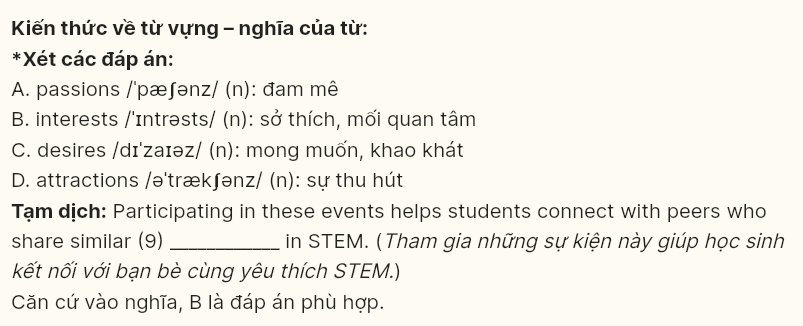 Kiến thức về từ vựng – nghĩa của từ:
*Xét các đáp án:
A. passions /ˈpæʃənz/ (n): đam mê
B. interests /ˈɪntrəsts/ (n): sở thích, mối quan tâm
C. desires /dɪˈzaɪəz/ (n): mong muốn, khao khát
D. attractions /əˈtrækʃənz/ (n): sự thu hút
Tạm dịch: Participating in these events helps students connect with peers who
share similar (9) ____________ in STEM. (Tham gia những sự kiện này giúp học sinh
kết nối với bạn bè cùng yêu thích STEM.)
Căn cứ vào nghĩa, B là đáp án phù hợp.